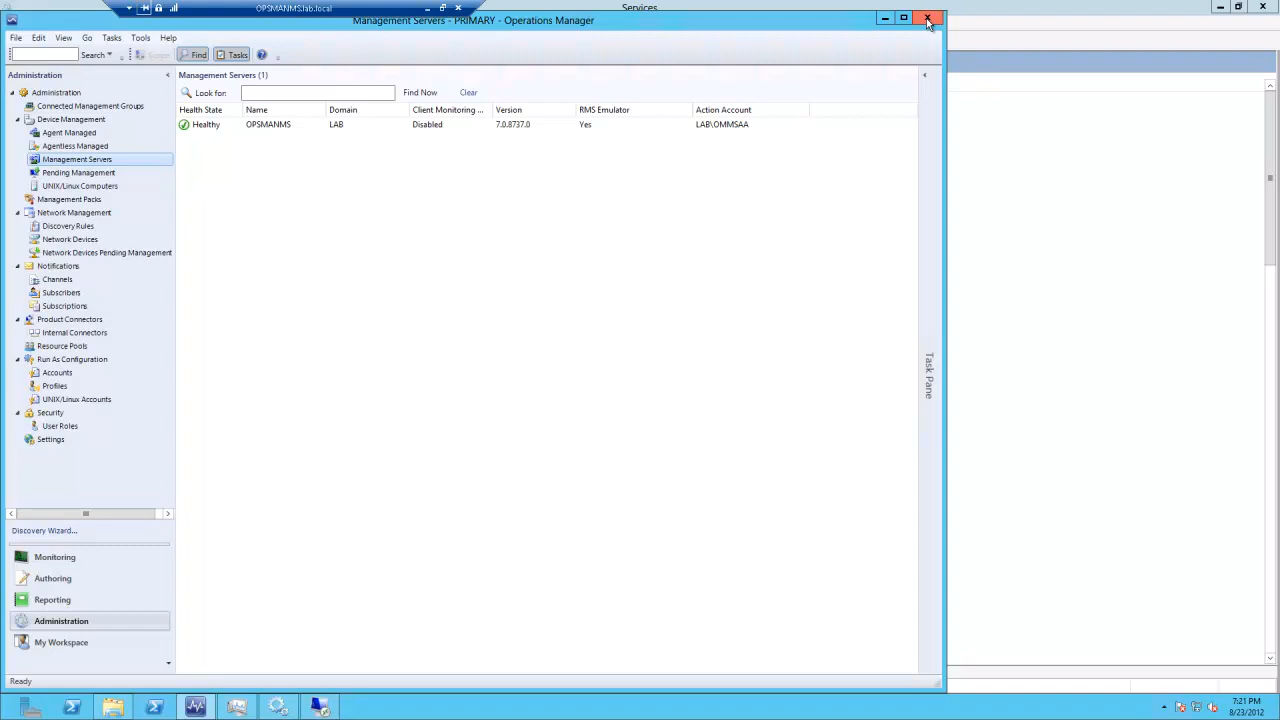 OPSMANMS.lab.local
Services
Management Servers - PRIMARY - Operations Manager
File Edit View Go Tasks Tools Help
Search Scope Find Tasks
Administration
Management Servers (1)
Look for: Find Now Clear
Health State Name Domain Client Monitoring ... Version RMS Emulator Action Account
Healthy OPSMANMS LAB Disabled 7.0.8737.0 Yes LAB\OMMSAA
Administration
Connected Management Groups
Device Management
Agent Managed
Agentless Managed
Management Servers
Pending Management
UNIX/Linux Computers
Management Packs
Network Management
Discovery Rules
Network Devices
Network Devices Pending Management
Notifications
Channels
Subscribers
Subscriptions
Product Connectors
Internal Connectors
Resource Pools
Run As Configuration
Accounts
Profiles
UNIX/Linux Accounts
Security
User Roles
Settings
Task Pane
Discovery Wizard...
Monitoring
Authoring
Reporting
Administration
My Workspace
Ready
7:21 PM
8/23/2012